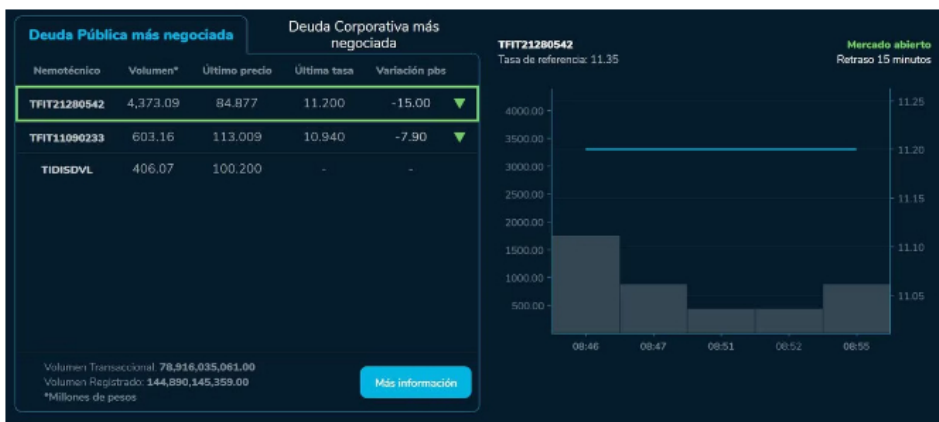 Deuda Pública más negociada
Deuda Corporativa más
negociada
Nemotécnico Volumen* Último precio Última tasa Variación pbs
TFIT21280542 4,373.09 84.877 11.200 -15.00 ▼
TFIT11090233 603.16 113.009 10.940 -7.90 ▼
TIDISDVL 406.07 100.200 - -
Volumen Transaccional: 78,916,035,061.00
Volumen Registrado: 144,890,145,359.00
*Millones de pesos
Más información
TFIT21280542 Mercado abierto
Tasa de referencia: 11.35 Retraso 15 minutos
4000.00
3500.00
3000.00
2500.00
2000.00
1500.00
1000.00
500.00
11.25
11.20
11.15
11.10
11.05
08:46 08:47 08:51 08:52 08:55